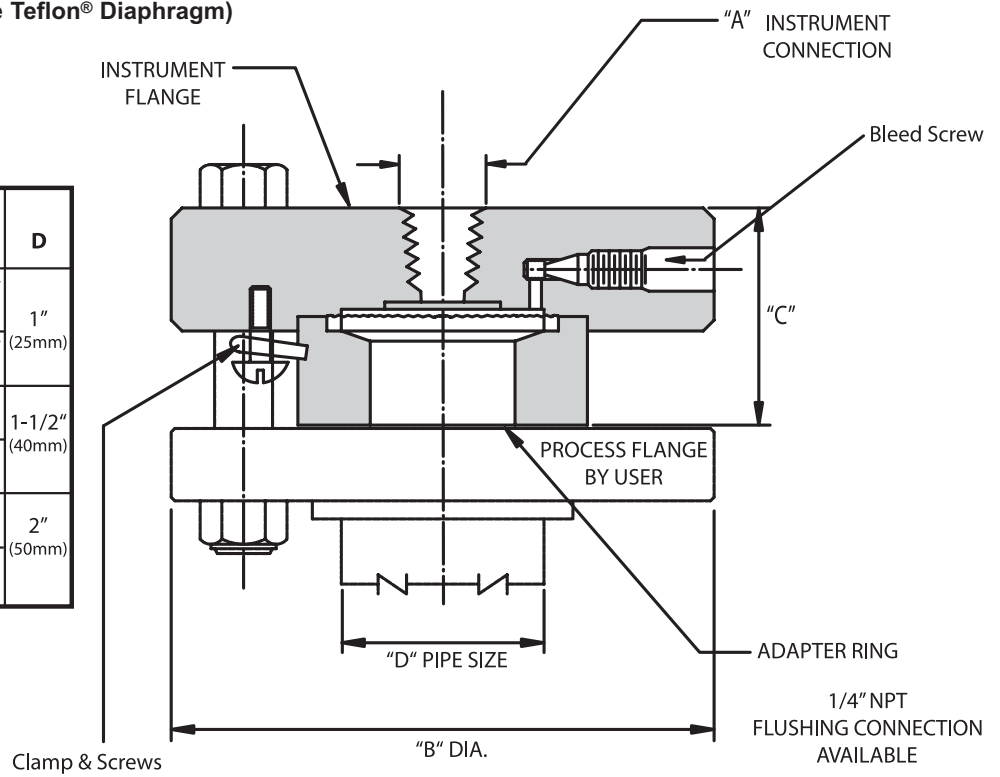 Teflon® Diaphragm)
"A" INSTRUMENT
CONNECTION
INSTRUMENT
FLANGE
Bleed Screw
D
1"
(25mm)
1-1/2"
(40mm)
2"
(50mm)
"C"
PROCESS FLANGE
BY USER
"D" PIPE SIZE
ADAPTER RING
1/4" NPT
FLUSHING CONNECTION
AVAILABLE
"B" DIA.
Clamp & Screws